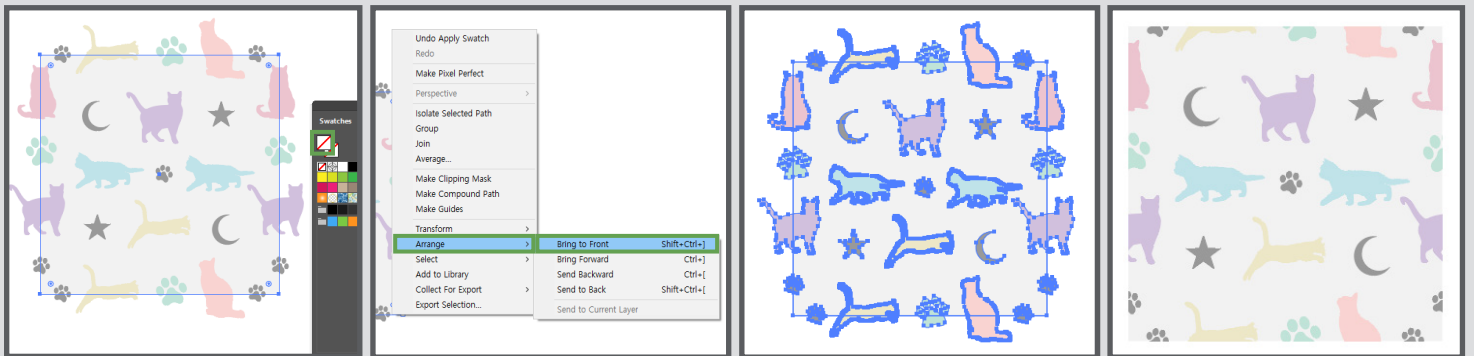 Swatches
Undo Apply Swatch
Redo
Make Pixel Perfect
Perspective >
Isolate Selected Path
Group
Join
Average...
Make Clipping Mask
Make Compound Path
Make Guides
Transform >
Arrange >
Select >
Add to Library
Collect For Export >
Export Selection...
Bring to Front Shift+Ctrl+]
Bring Forward Ctrl+]
Send Backward Ctrl+[
Send to Back Shift+Ctrl+[
Send to Current Layer